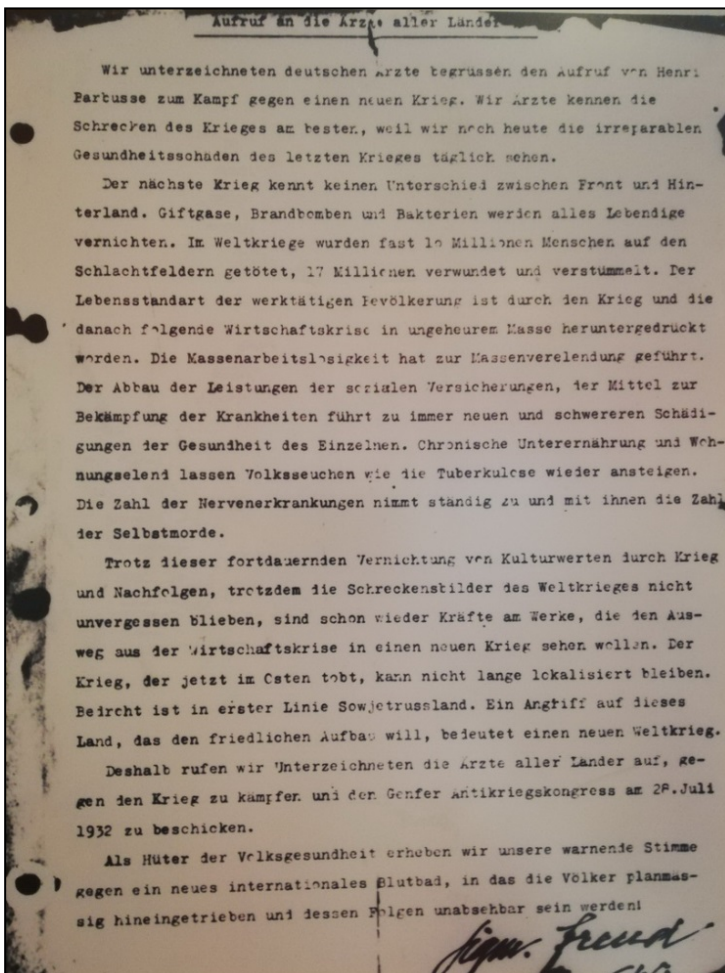 Aufruf an die Ärzte aller Länder
Wir unterzeichneten deutschen Ärzte begrüssen den Aufruf von Henri
Barbusse zum Kampf gegen einen neuen Krieg. Wir Ärzte kennen die
Schrecken des Krieges am besten, weil wir noch heute die irreparablen
Gesundheitsschäden des letzten Krieges täglich sehen.
Der nächste Krieg kennt keinen Unterschied zwischen Front und Hin-
terland. Giftgase, Brandbomben und Bakterien werden alles Lebendige
vernichten. Im Weltkriege wurden fast 10 Millionen Menschen auf den
Schlachtfeldern getötet, 17 Millionen verwundet und verstümmelt. Der
Lebensstandart der werktätigen Bevölkerung ist durch den Krieg und die
danach folgende Wirtschaftskrise in ungeheurem Masse heruntergedrückt
worden. Die Massenarbeitslosigkeit hat zur Massenverelendung geführt.
Der Abbau der Leistungen der sozialen Versicherungen, der Mittel zur
Bekämpfung der Krankheiten führt zu immer neuen und schwereren Schädi-
gungen der Gesundheit des Einzelnen. Chronische Unterernährung und Woh-
nungselend lassen Volksseuchen wie die Tuberkulose wieder ansteigen.
Die Zahl der Nervenerkrankungen nimmt ständig zu und mit ihnen die Zahl
der Selbstmorde.
Trotz dieser fortdauernden Vernichtung von Kulturwerten durch Krieg
und Nachfolgen, trotzdem die Schreckensbilder des Weltkrieges nicht
unvergessen blieben, sind schon wieder Kräfte am Werke, die den Aus-
weg aus der Wirtschaftskrise in einen neuen Krieg sehen wollen. Der
Krieg, der jetzt im Osten tobt, kann nicht lange lokalisiert bleiben.
Bedroht ist in erster Linie Sowjetrussland. Ein Angriff auf dieses
Land, das den friedlichen Aufbau will, bedeutet einen neuen Weltkrieg.
Deshalb rufen wir Unterzeichneten die Ärzte aller Länder auf, ge-
gen den Krieg zu kämpfen und den Genfer Antikriegskongress am 28.Juli
1932 zu beschicken.
Als Hüter der Volksgesundheit erheben wir unsere warnende Stimme
gegen ein neues internationales Blutbad, in das die Völker planmäs-
sig hineingetrieben und dessen Folgen unabsehbar sein werden!
Sigm. Freud